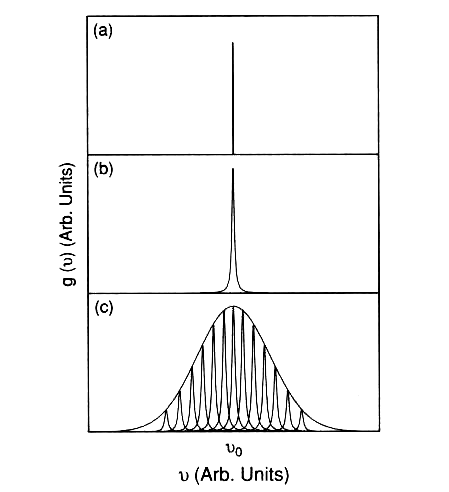 (a)
(b)
g (υ) (Arb. Units)
(c)
υ₀
υ (Arb. Units)